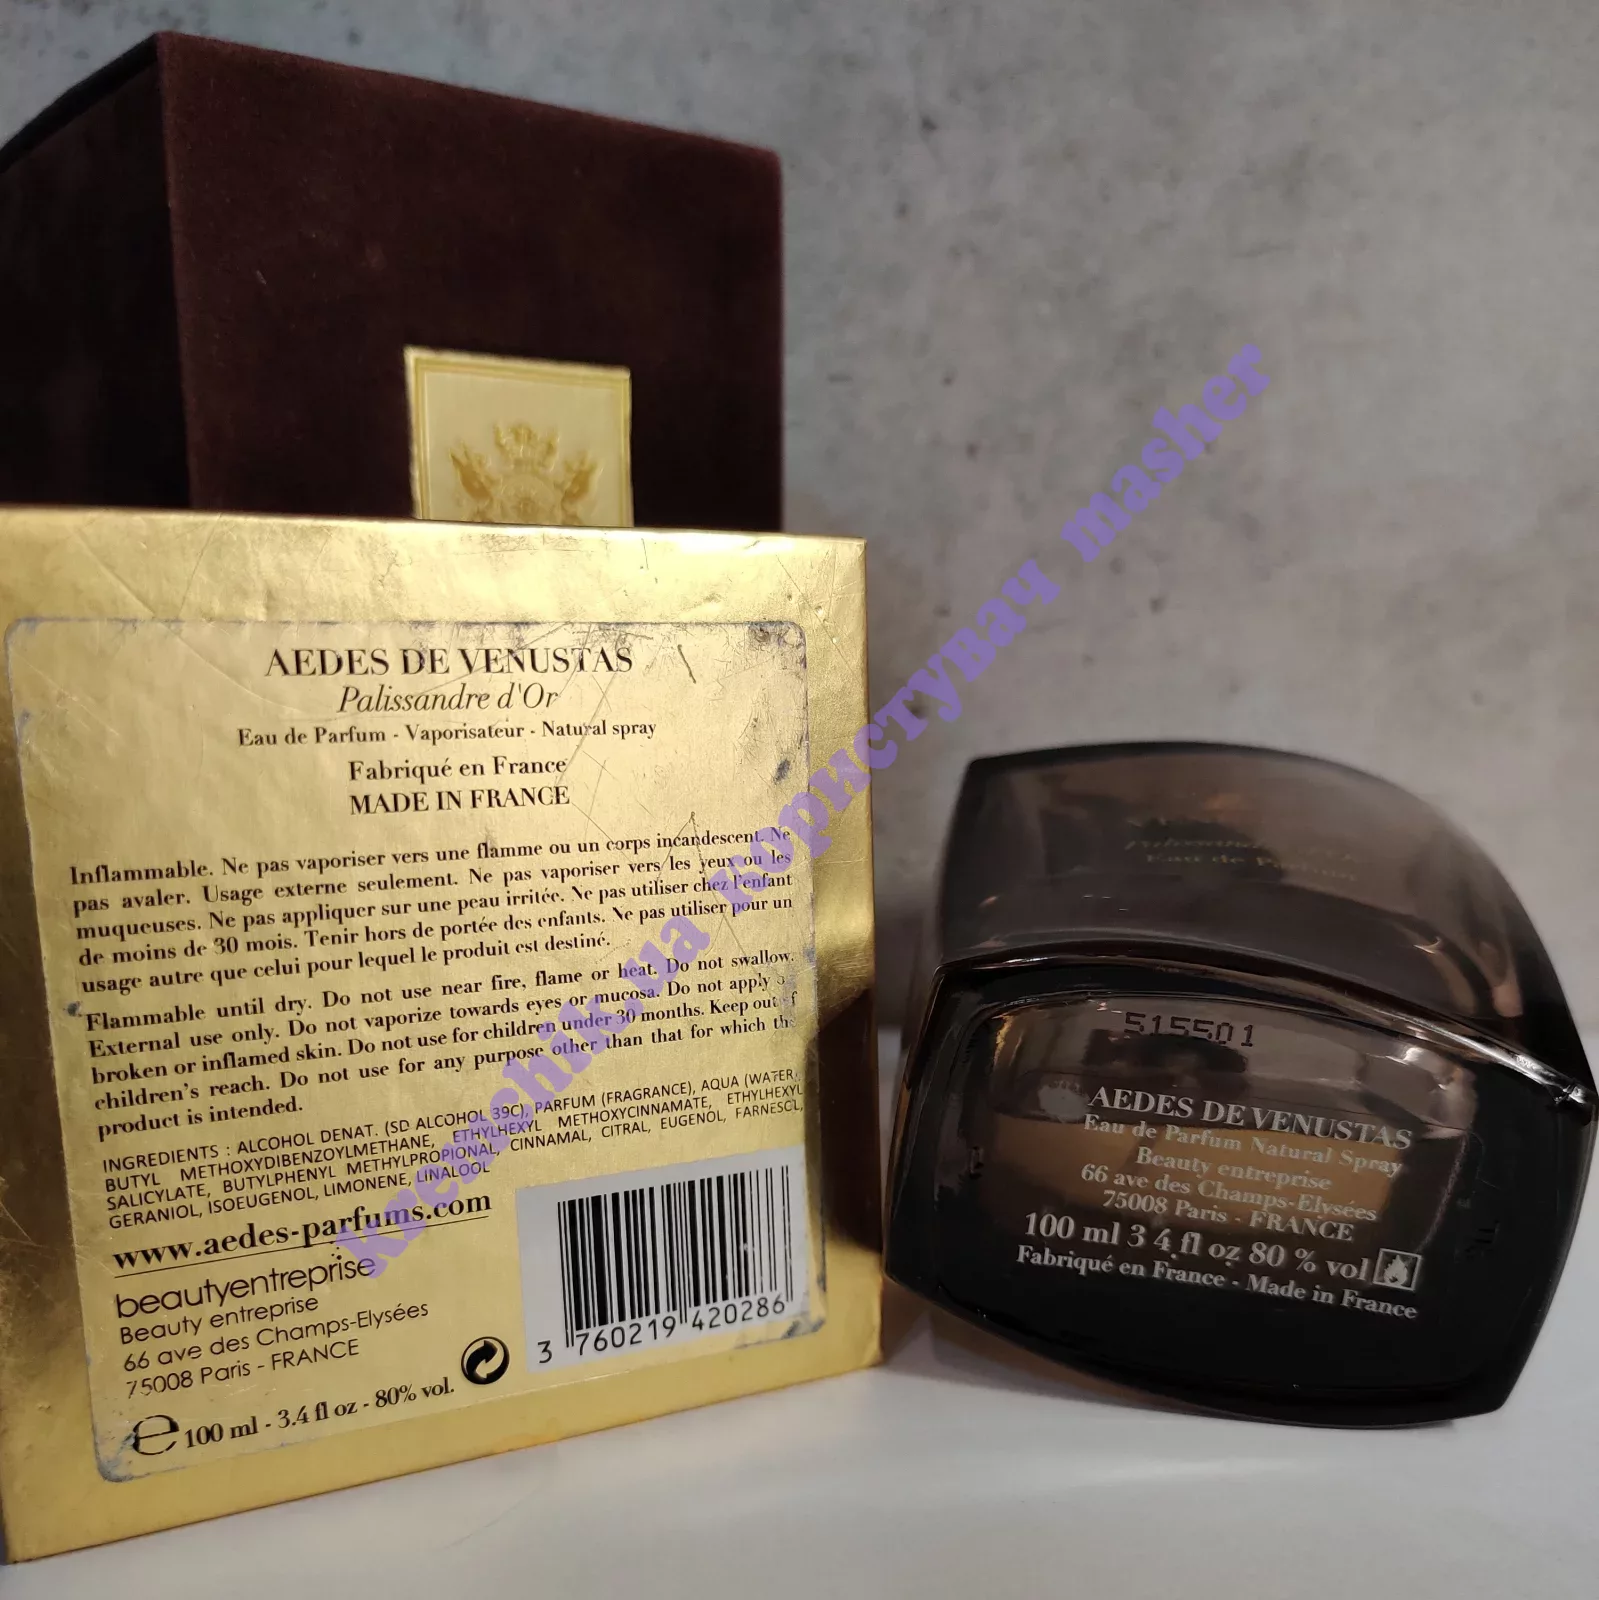 AEDES DE VENUSTAS
Palissandre d'Or
Eau de Parfum - Vaporisateur - Natural spray
Fabriqué en France
MADE IN FRANCE
Inflammable. Ne pas vaporiser vers une flamme ou un corps incandescent. Ne
pas avaler. Usage externe seulement. Ne pas vaporiser vers les yeux ou les
muqueuses. Ne pas appliquer sur une peau irritée. Ne pas utiliser chez l'enfant
de moins de 30 mois. Tenir hors de portée des enfants. Ne pas utiliser pour un
usage autre que celui pour lequel le produit est destiné.
Flammable until dry. Do not use near fire, flame or heat. Do not swallow.
External use only. Do not vaporize towards eyes or mucosa. Do not apply o
broken or inflamed skin. Do not use for children under 30 months. Keep out of
children's reach. Do not use for any purpose other than that for which the
product is intended.
INGREDIENTS : ALCOHOL DENAT. (SD ALCOHOL 39C), PARFUM (FRAGRANCE), AQUA (WATER),
BUTYL METHOXYDIBENZOYLMETHANE, ETHYLHEXYL METHOXYCINNAMATE, ETHYLHEXYL
SALICYLATE, BUTYLPHENYL METHYLPROPIONAL, CINNAMAL, CITRAL, EUGENOL, FARNESOL,
GERANIOL, ISOEUGENOL, LIMONENE, LINALOOL
www.aedes-parfums.com
beautyentreprise
Beauty entreprise
66 ave des Champs-Elysées
75008 Paris - FRANCE
e 100 ml - 3.4 fl oz - 80% vol.
3 760219 420286
Eau de Parfum
515501
AEDES DE VENUSTAS
Eau de Parfum Natural Spray
Beauty entreprise
66 ave des Champs-Elysées
75008 Paris - FRANCE
100 ml 3 4 fl oz 80 % vol
Fabriqué en France - Made in France
kreschik.ua користувач masher